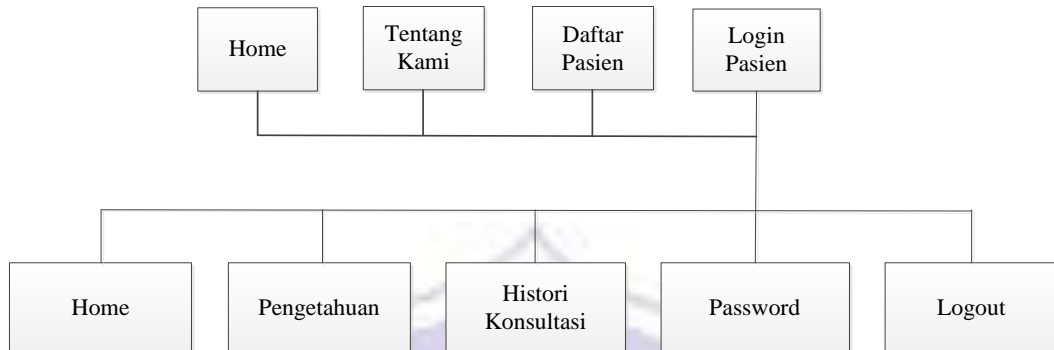 Home
Tentang
Kami
Daftar
Pasien
Login
Pasien
Home
Pengetahuan
Histori
Konsultasi
Password
Logout